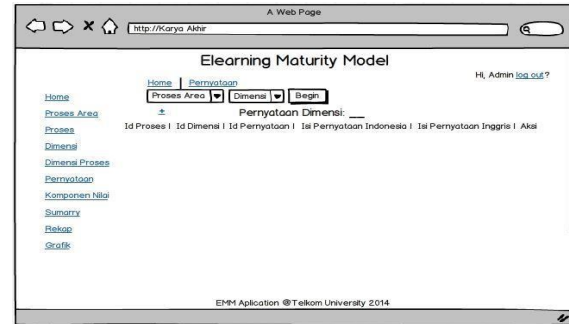 A Web Page
http://Karya Akhir
Elearning Maturity Model
Hi, Admin log out?
Home | Pernyataan
Proses Area Dimensi Begin
+ Pernyataan Dimensi: __
Id Proses | Id Dimensi | Id Pernyataan | Isi Pernyataan Indonesia | Isi Pernyataan Inggris | Aksi
Home
Proses Area
Proses
Dimensi
Dimensi Proses
Pernyataan
Komponen Nilai
Sumarry
Rekap
Grafik
EMM Aplication @Telkom University 2014